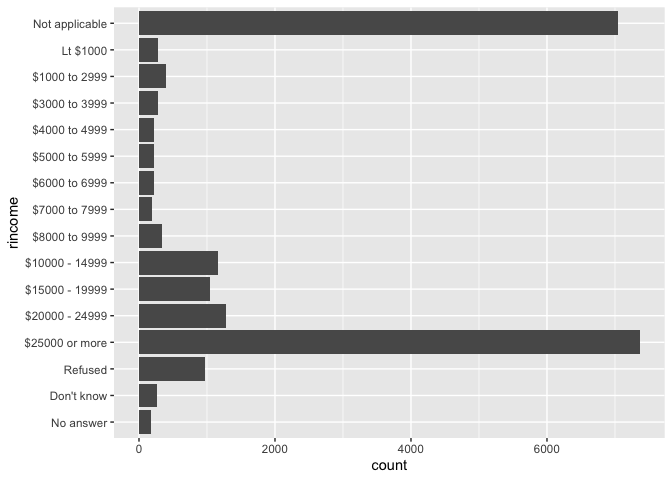 Not applicable
Lt $1000
$1000 to 2999
$3000 to 3999
$4000 to 4999
$5000 to 5999
$6000 to 6999
$7000 to 7999
$8000 to 9999
$10000 - 14999
$15000 - 19999
$20000 - 24999
$25000 or more
Refused
Don't know
No answer
rincome
0 2000 4000 6000
count